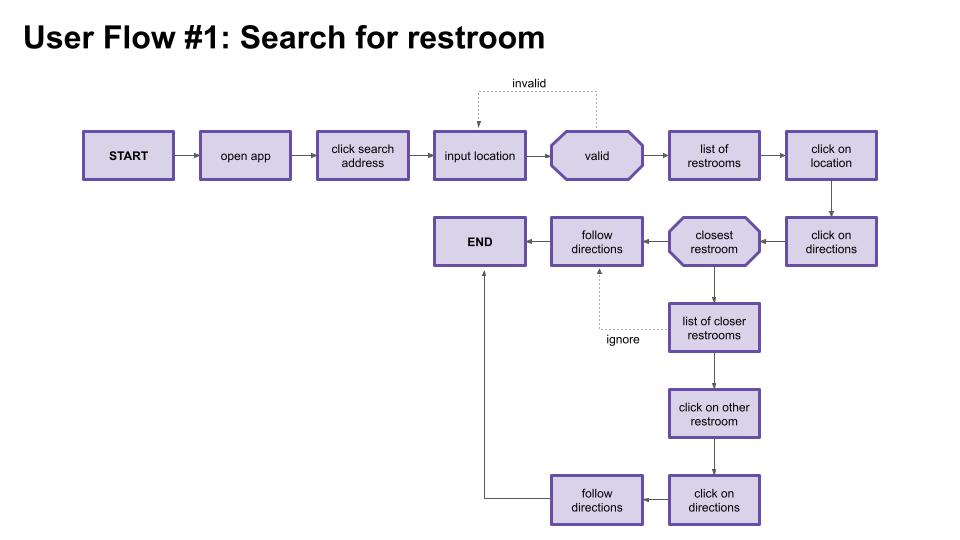 User Flow #1: Search for restroom
invalid
START
open app
click search
address
input location
valid
list of
restrooms
click on
location
END
follow
directions
closest
restroom
click on
directions
list of closer
restrooms
ignore
click on other
restroom
follow
directions
click on
directions